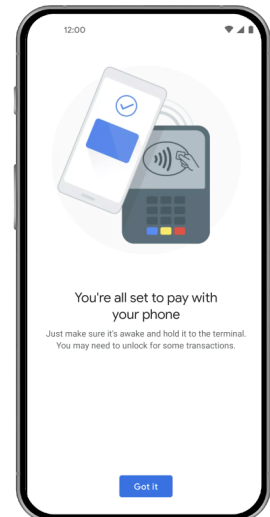 12:00
You're all set to pay with
your phone
Just make sure it's awake and hold it to the terminal.
You may need to unlock for some transactions.
Got it